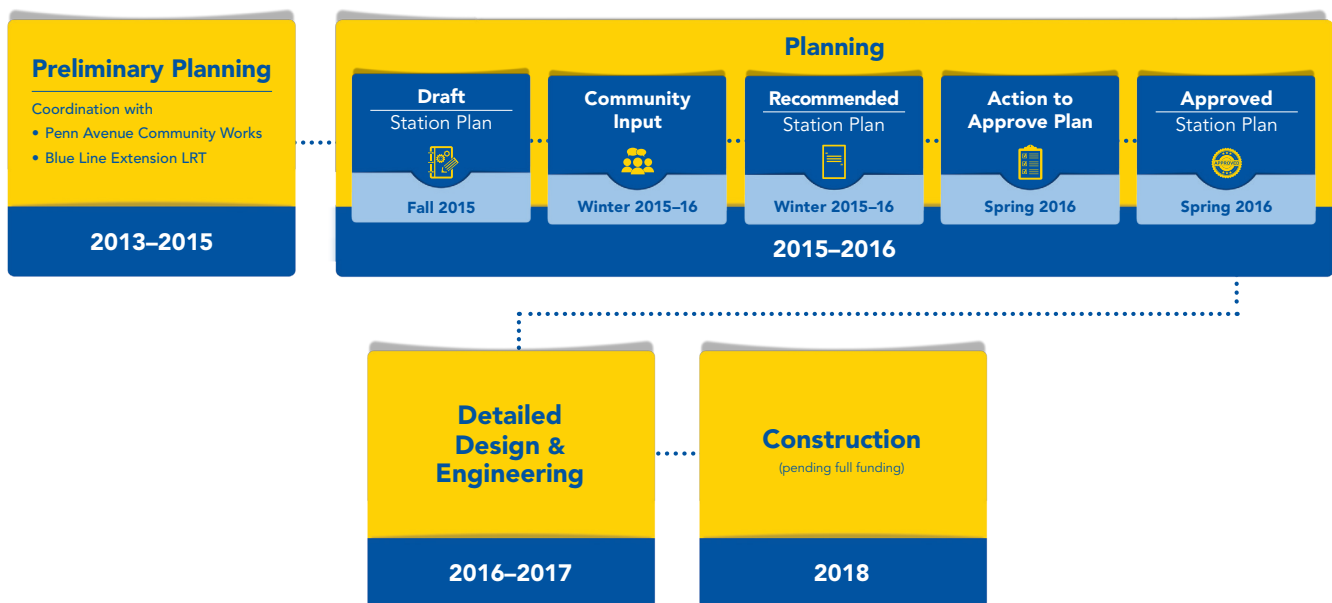 Preliminary Planning
Coordination with
• Penn Avenue Community Works
• Blue Line Extension LRT
2013–2015
Planning
Draft
Station Plan
Fall 2015
Community
Input
Winter 2015–16
Recommended
Station Plan
Winter 2015–16
Action to
Approve Plan
Spring 2016
Approved
Station Plan
APPROVED
Spring 2016
2015–2016
Detailed
Design &
Engineering
2016–2017
Construction
(pending full funding)
2018